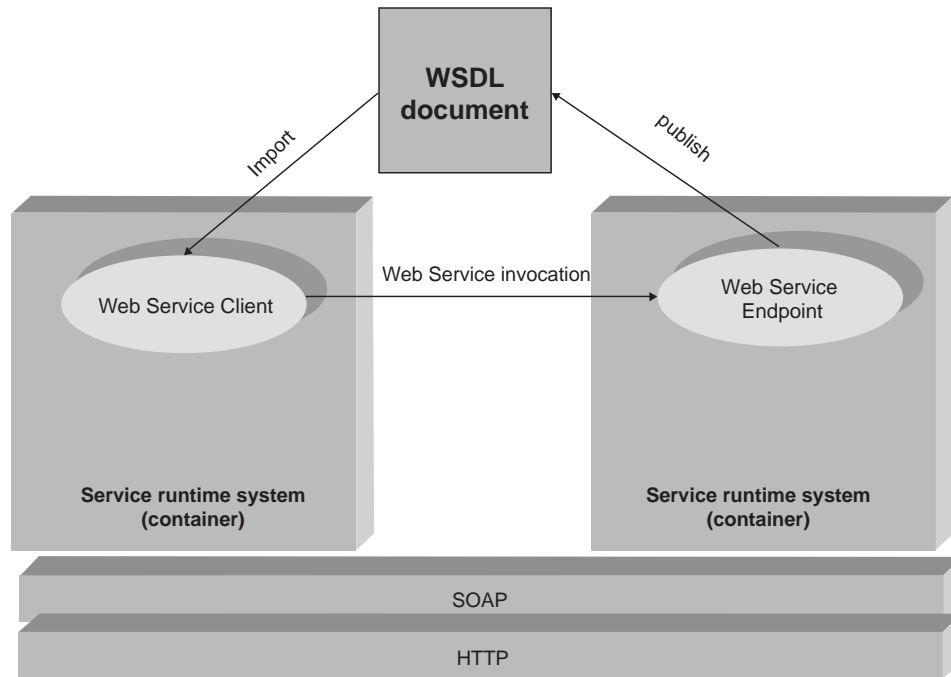 WSDL
document
Import
publish
Web Service invocation
Web Service Client
Web Service
Endpoint
Service runtime system
(container)
Service runtime system
(container)
SOAP
HTTP